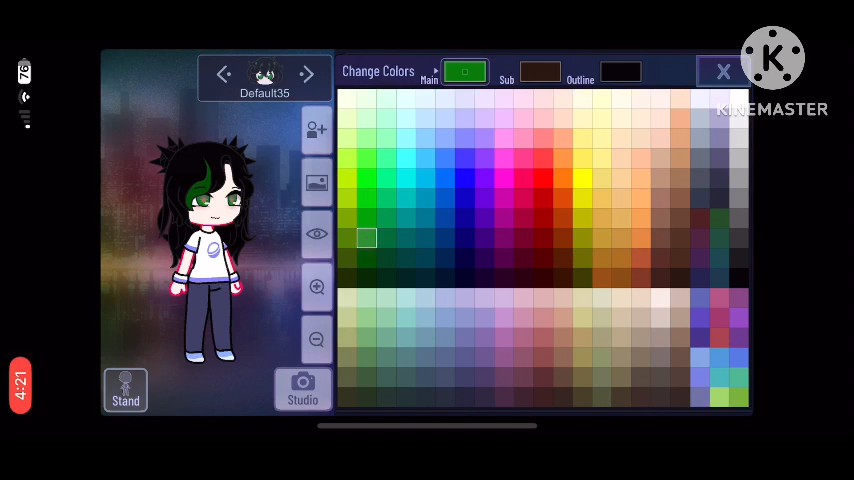 76
4:21
Default35
Stand
Studio
Change Colors
Main
Sub
Outline
X
K
KINEMASTER